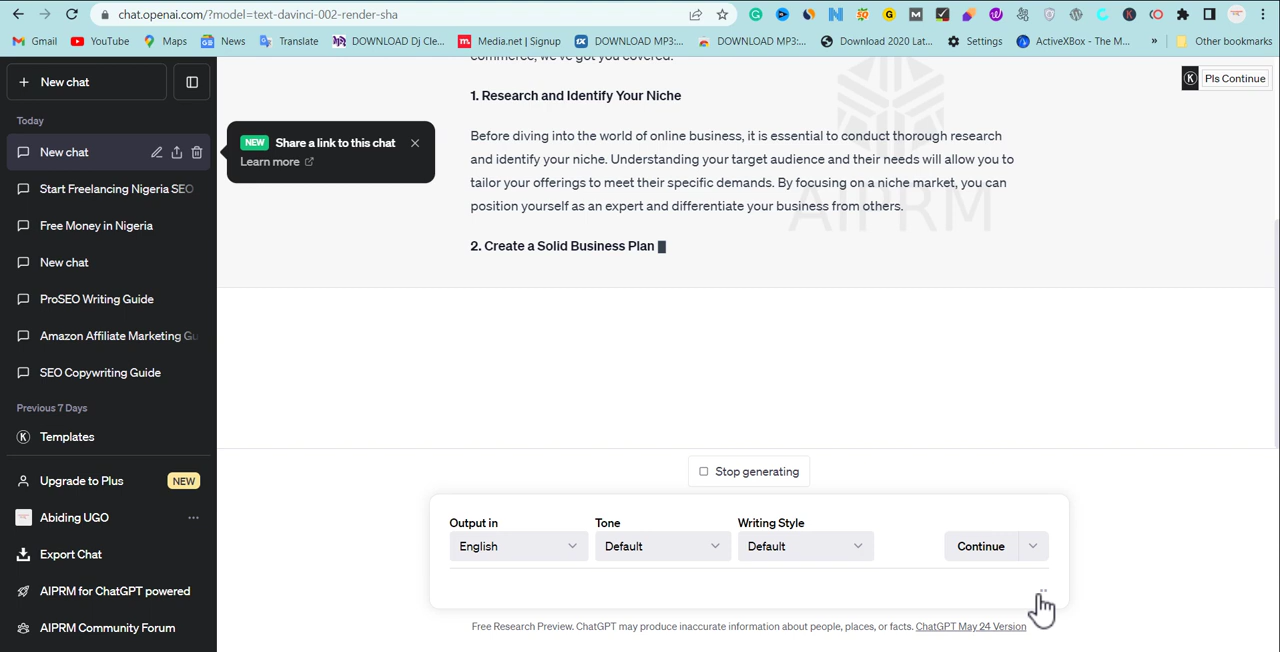 chat.openai.com/?model=text-davinci-002-render-sha
Gmail
YouTube
Maps
News
Translate
DOWNLOAD Dj Cle...
Media.net | Signup
DOWNLOAD MP3:...
DOWNLOAD MP3:...
Download 2020 Lat...
Settings
ActiveXBox - The M...
»
Other bookmarks
+ New chat
Today
New chat
Start Freelancing Nigeria SEO
Free Money in Nigeria
New chat
ProSEO Writing Guide
Amazon Affiliate Marketing Gu
SEO Copywriting Guide
Previous 7 Days
K Templates
Upgrade to Plus NEW
Abiding UGO ...
Export Chat
AIPRM for ChatGPT powered
AIPRM Community Forum
NEW Share a link to this chat
Learn more
commerce, we've got you covered.
K Pls Continue
1. Research and Identify Your Niche
Before diving into the world of online business, it is essential to conduct thorough research
and identify your niche. Understanding your target audience and their needs will allow you to
tailor your offerings to meet their specific demands. By focusing on a niche market, you can
position yourself as an expert and differentiate your business from others.
AIPRM
2. Create a Solid Business Plan
Stop generating
Output in
English
Tone
Default
Writing Style
Default
Continue
Free Research Preview. ChatGPT may produce inaccurate information about people, places, or facts. ChatGPT May 24 Version